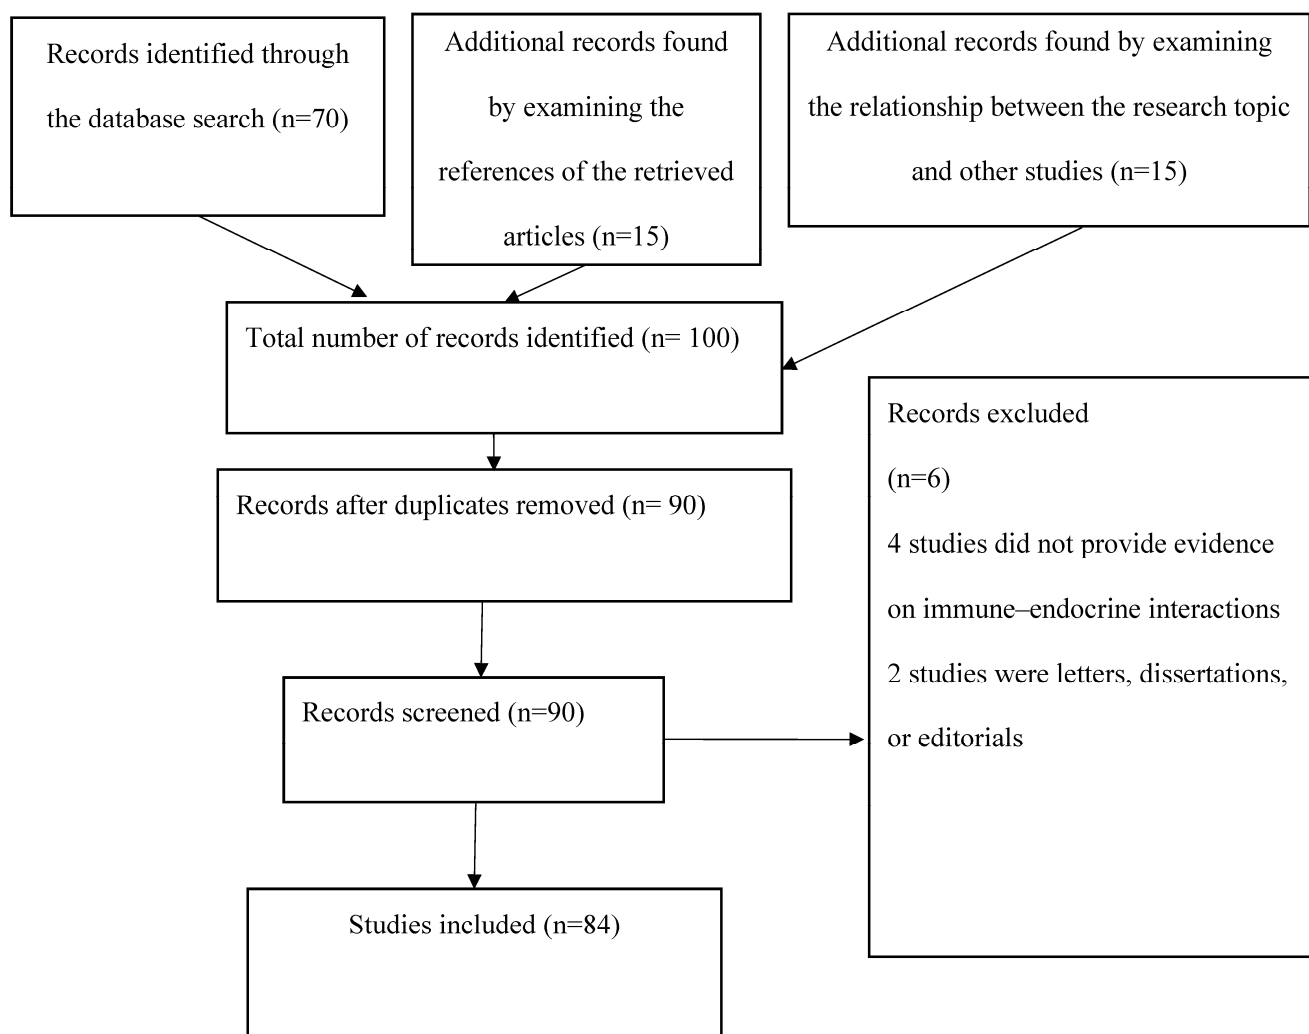 Records identified through
the database search (n=70)
Additional records found
by examining the
references of the retrieved
articles (n=15)
Additional records found by examining
the relationship between the research topic
and other studies (n=15)
Total number of records identified (n= 100)
Records after duplicates removed (n= 90)
Records screened (n=90)
Records excluded
(n=6)
4 studies did not provide evidence
on immune–endocrine interactions
2 studies were letters, dissertations,
or editorials
Studies included (n=84)